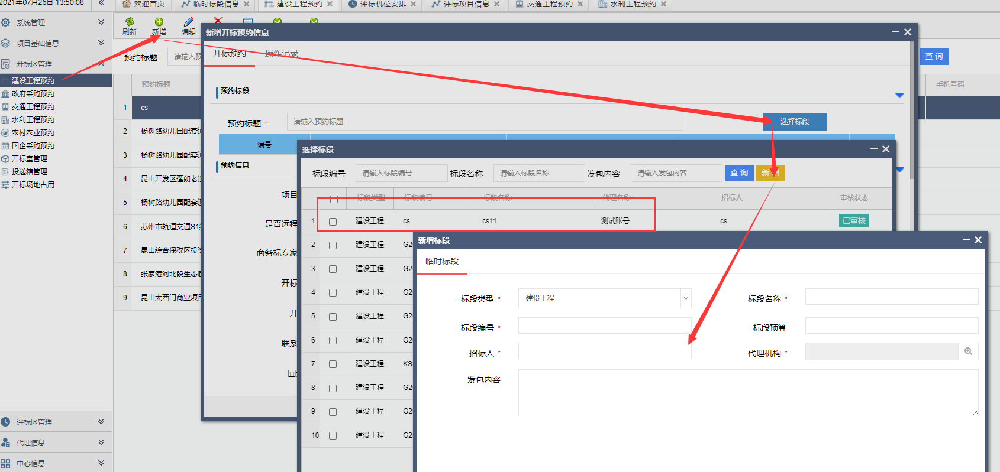 2021年07月26日 13:50:08
欢迎首页
临时标段信息
建设工程预约
评标机位安排
评标项目信息
交通工程预约
水利工程预约
系统管理
项目基础信息
开标区管理
建设工程预约
政府采购预约
交通工程预约
水利工程预约
农村农业预约
国企采购预约
开标室管理
投递箱管理
开标场地占用
评标区管理
代理信息
中心信息
刷新
新增
编辑
预约标题
请输入预
查 询
预约标题
手机号码
1 cs
2 杨树路幼儿园配套
3 杨树路幼儿园配套
4 昆山开发区蓬朗老
5 杨树路幼儿园配套
6 苏州市轨道交通S1
7 昆山综合保税区投资
8 张家港河北段生态
9 昆山大西门商业项目
新增开标预约信息
开标预约
操作记录
预约标段
预约标题 *
请输入预约标题
选择标段
编号
预约信息
项目
是否远程
商务标专家
开标
开
联系
回
选择标段
标段编号 请输入标段编号 标段名称 请输入标段名称 发包内容 请输入发包内容 查 询 新 增
标段类型 标段编号 标段名称 代理名称 招标人 审核状态
1 建设工程 cs cs11 测试账号 cs 已审核
2 建设工程 G2
3 建设工程 G2
4 建设工程 G2
5 建设工程 G2
6 建设工程 G2
7 建设工程 KS
8 建设工程 G2
9 建设工程 G2
10 建设工程 G2
新增标段
临时标段
标段类型 * 建设工程
标段名称 *
标段编号 *
标段预算
招标人 *
代理机构 *
发包内容